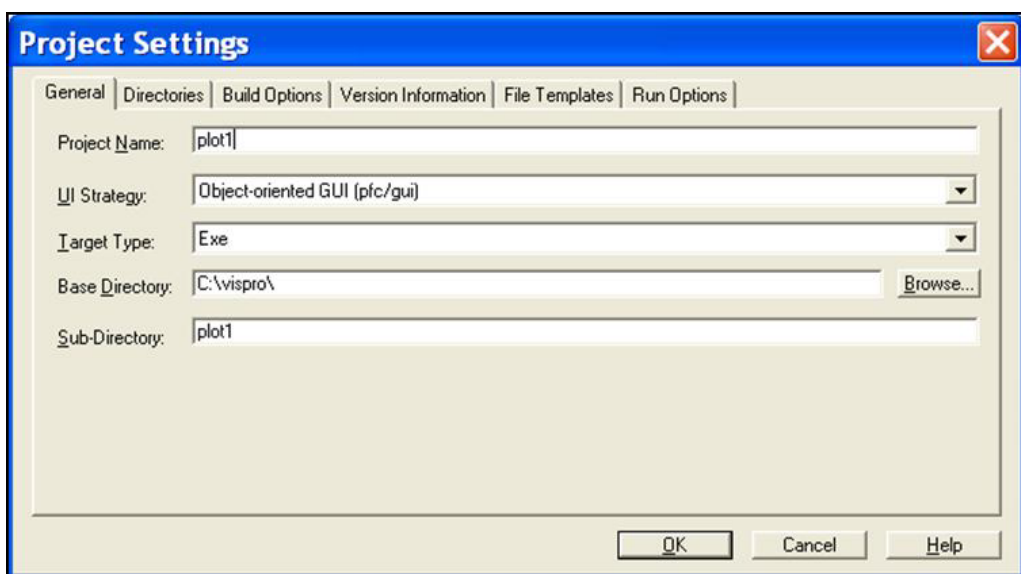 Project Settings
General Directories Build Options Version Information File Templates Run Options
Project Name: plot1
UI Strategy: Object-oriented GUI (pfc/gui)
Target Type: Exe
Base Directory: C:\vispro\ Browse...
Sub-Directory: plot1
OK Cancel Help